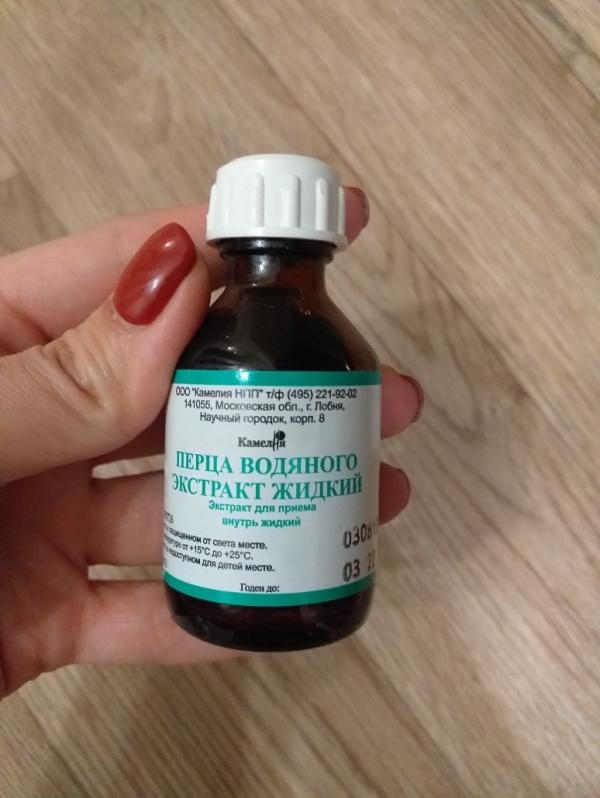 ООО "Камелия НПП" т/ф (495) 221-92-02
141055, Московская обл., г. Лобня,
Научный городок, корп. 8
Камелия
ПЕРЦА ВОДЯНОГО
ЭКСТРАКТ ЖИДКИЙ
Экстракт для приема
внутрь жидкий
защищенном от света месте.
от +15°C до +25°C.
недоступном для детей месте.
03 22
Годен до: